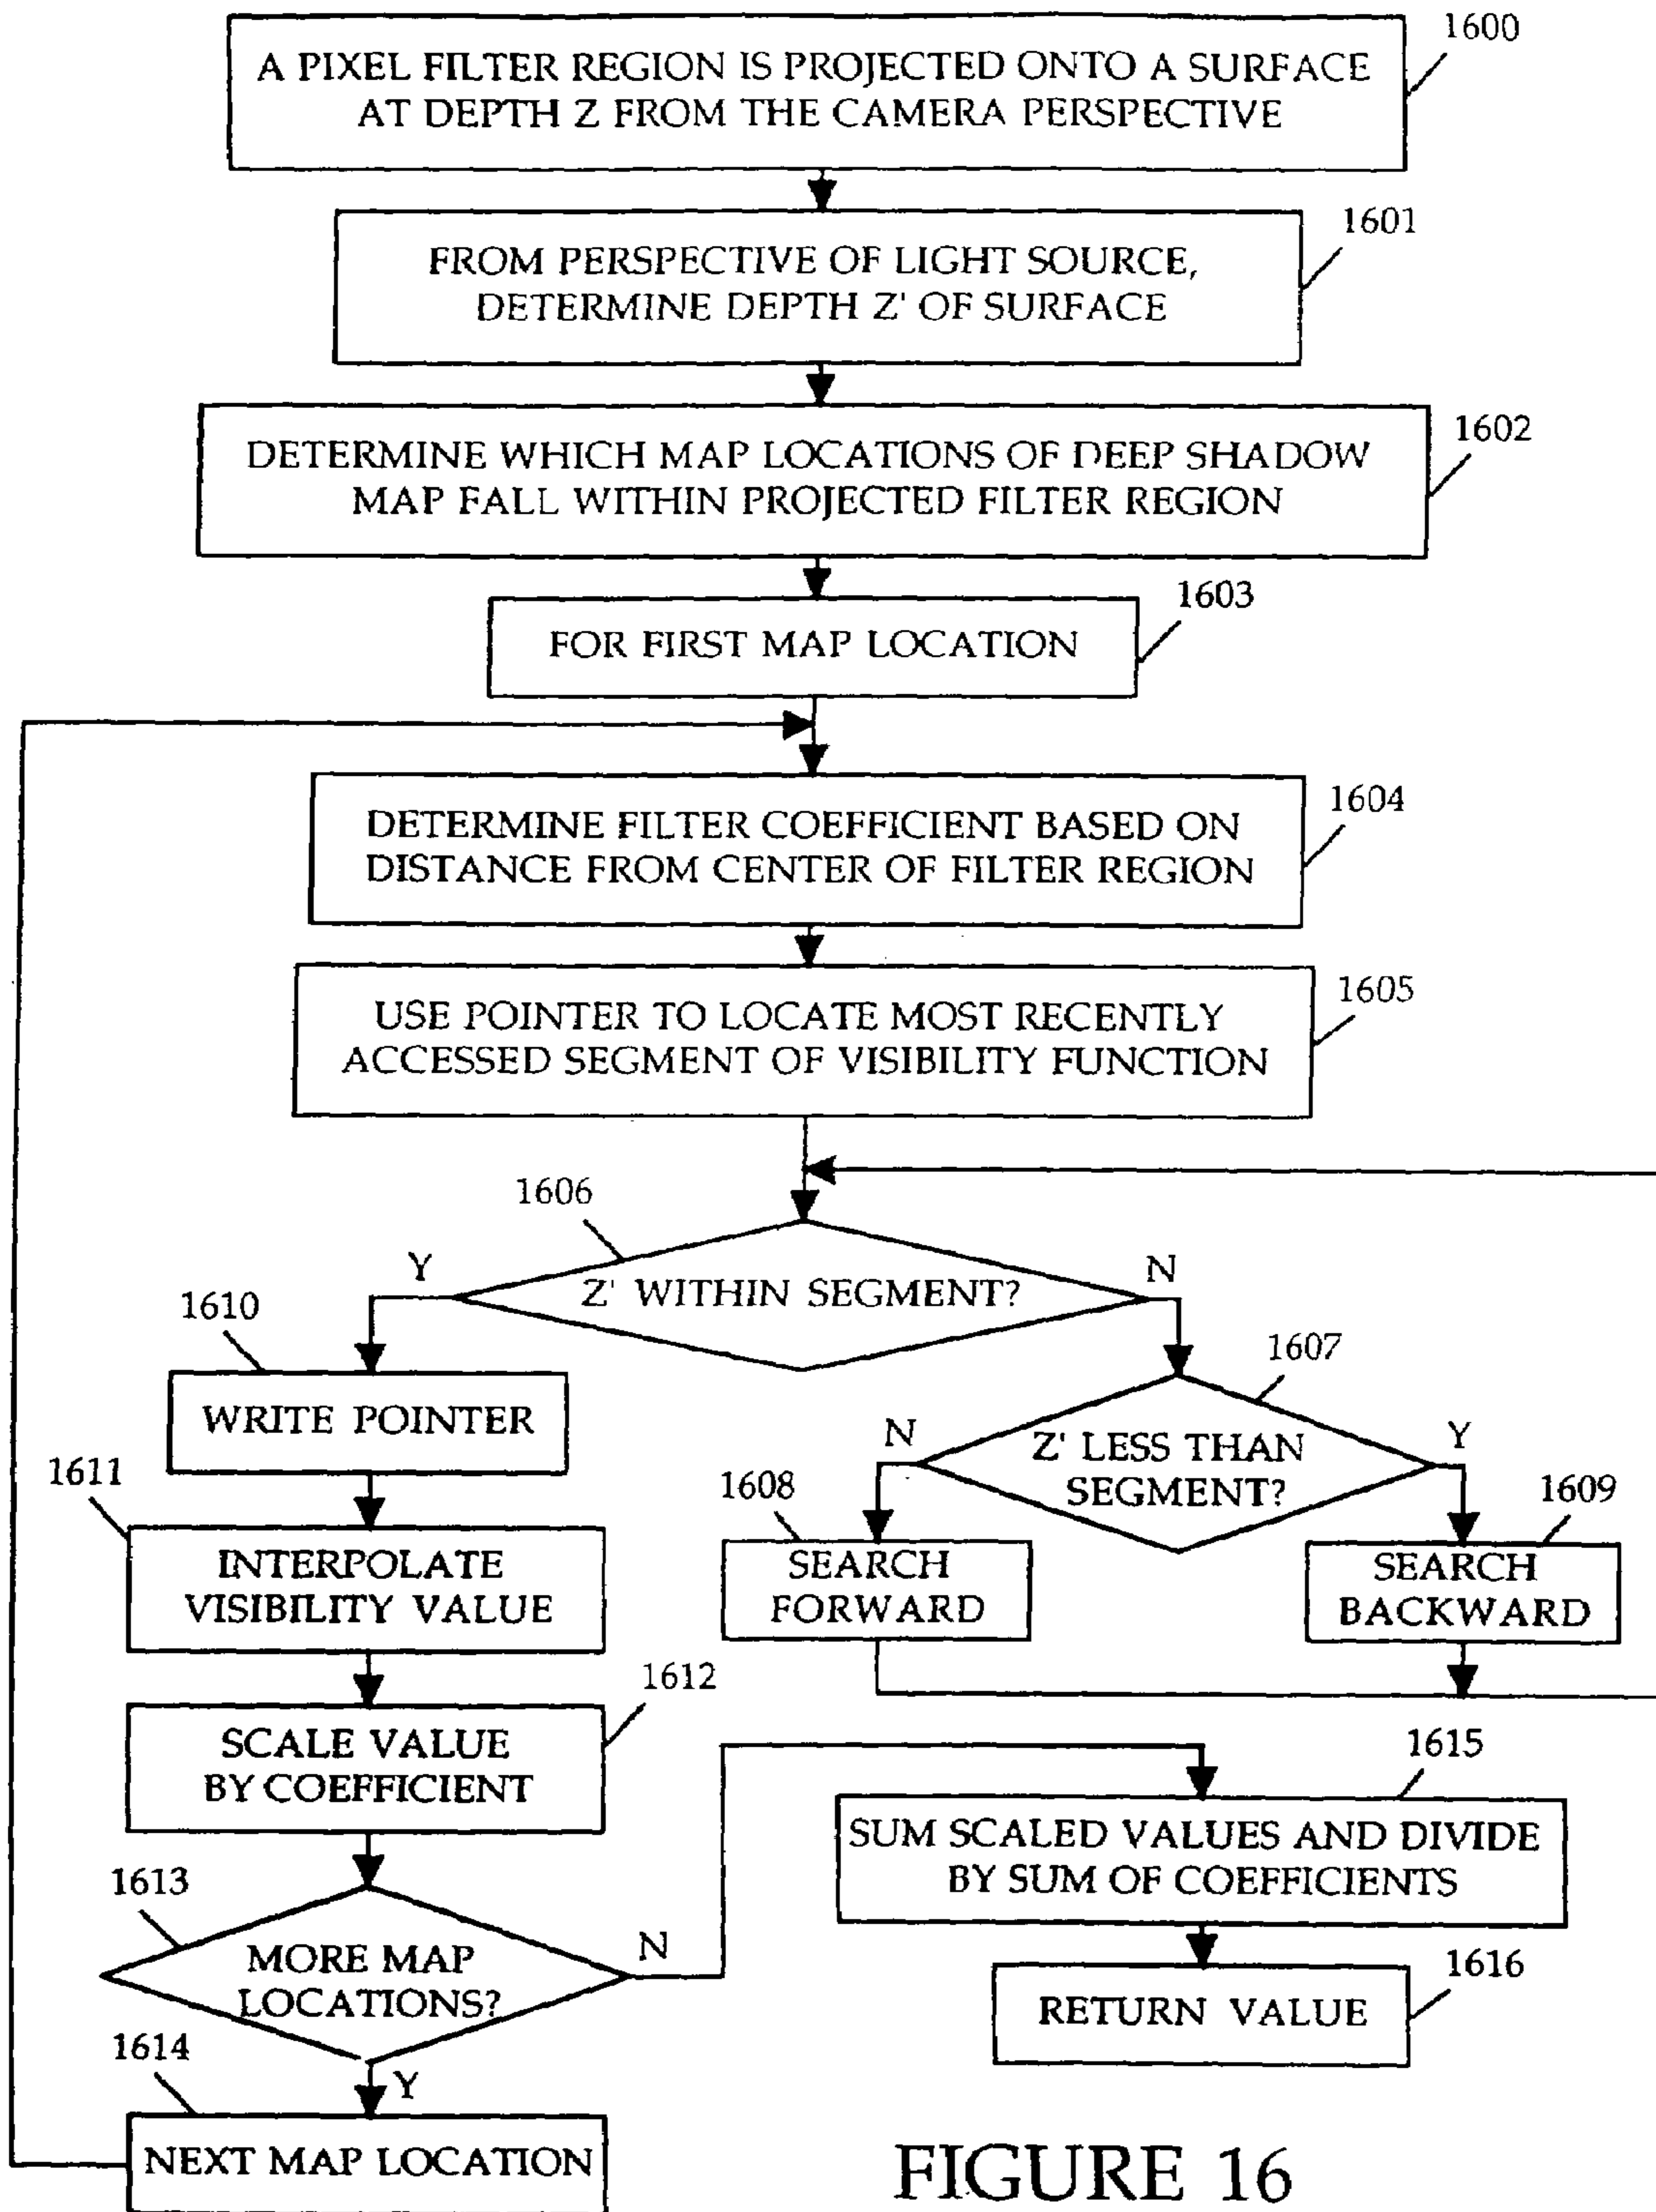 1600
A PIXEL FILTER REGION IS PROJECTED ONTO A SURFACE
AT DEPTH Z FROM THE CAMERA PERSPECTIVE
1601
FROM PERSPECTIVE OF LIGHT SOURCE,
DETERMINE DEPTH Z' OF SURFACE
1602
DETERMINE WHICH MAP LOCATIONS OF DEEP SHADOW
MAP FALL WITHIN PROJECTED FILTER REGION
1603
FOR FIRST MAP LOCATION
1604
DETERMINE FILTER COEFFICIENT BASED ON
DISTANCE FROM CENTER OF FILTER REGION
1605
USE POINTER TO LOCATE MOST RECENTLY
ACCESSED SEGMENT OF VISIBILITY FUNCTION
1606
Y
Z' WITHIN SEGMENT?
N
1610
WRITE POINTER
1607
N
Z' LESS THAN
SEGMENT?
Y
1611
INTERPOLATE
VISIBILITY VALUE
1608
SEARCH
FORWARD
1609
SEARCH
BACKWARD
1612
SCALE VALUE
BY COEFFICIENT
1615
SUM SCALED VALUES AND DIVIDE
BY SUM OF COEFFICIENTS
1613
MORE MAP
LOCATIONS?
N
1616
RETURN VALUE
1614
Y
NEXT MAP LOCATION
FIGURE 16